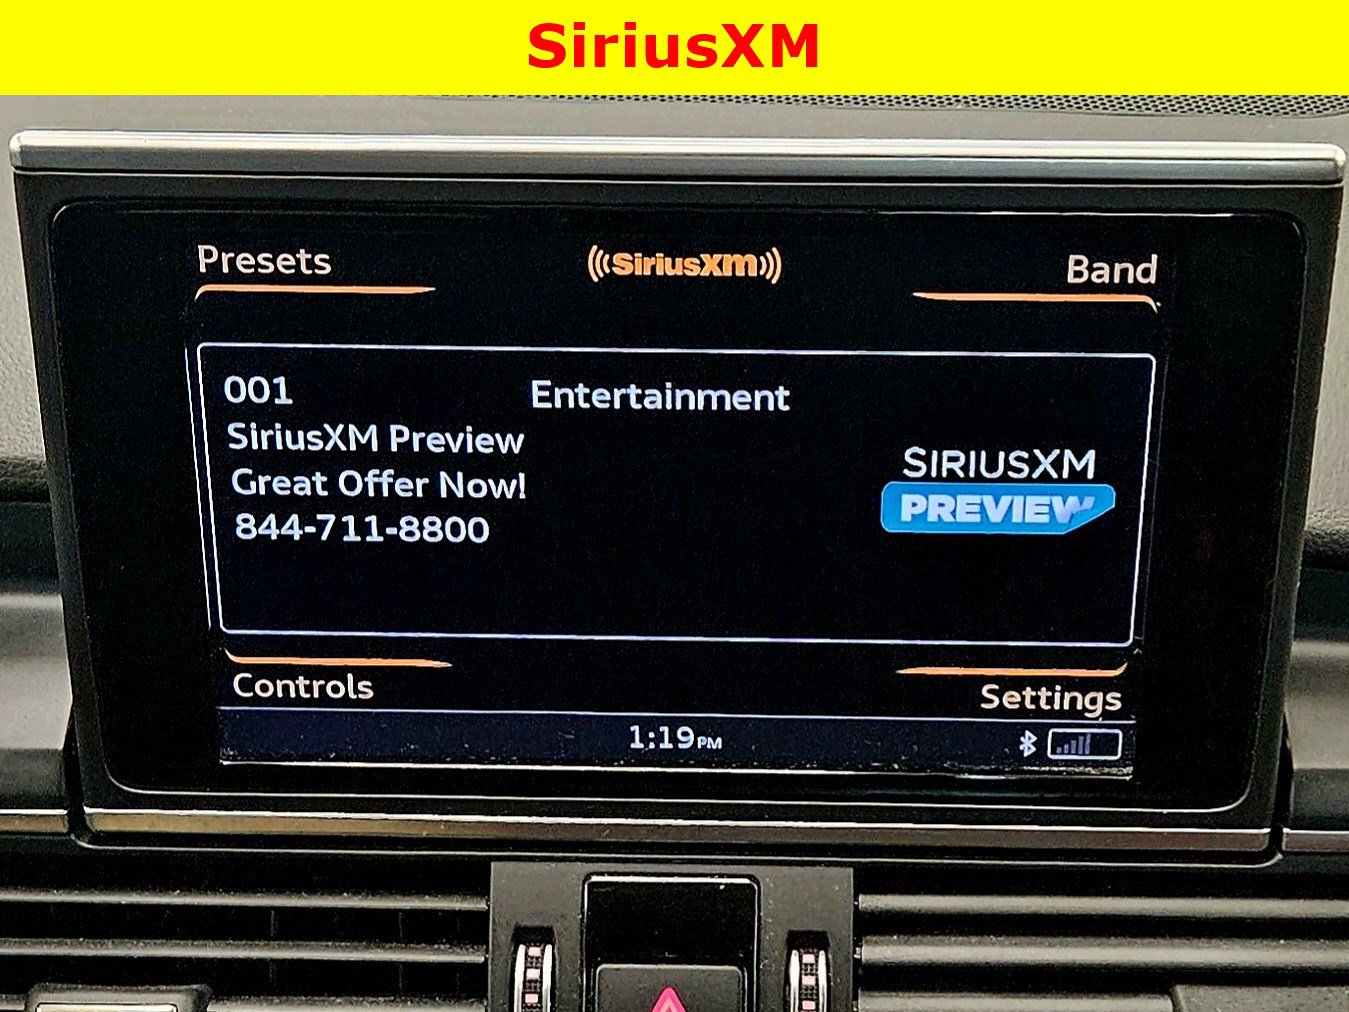 SiriusXM
Presets
((SiriusXM))
Band
001
Entertainment
SiriusXM Preview
Great Offer Now!
844-711-8800
SIRIUSXM
PREVIEW
Controls
Settings
1:19PM